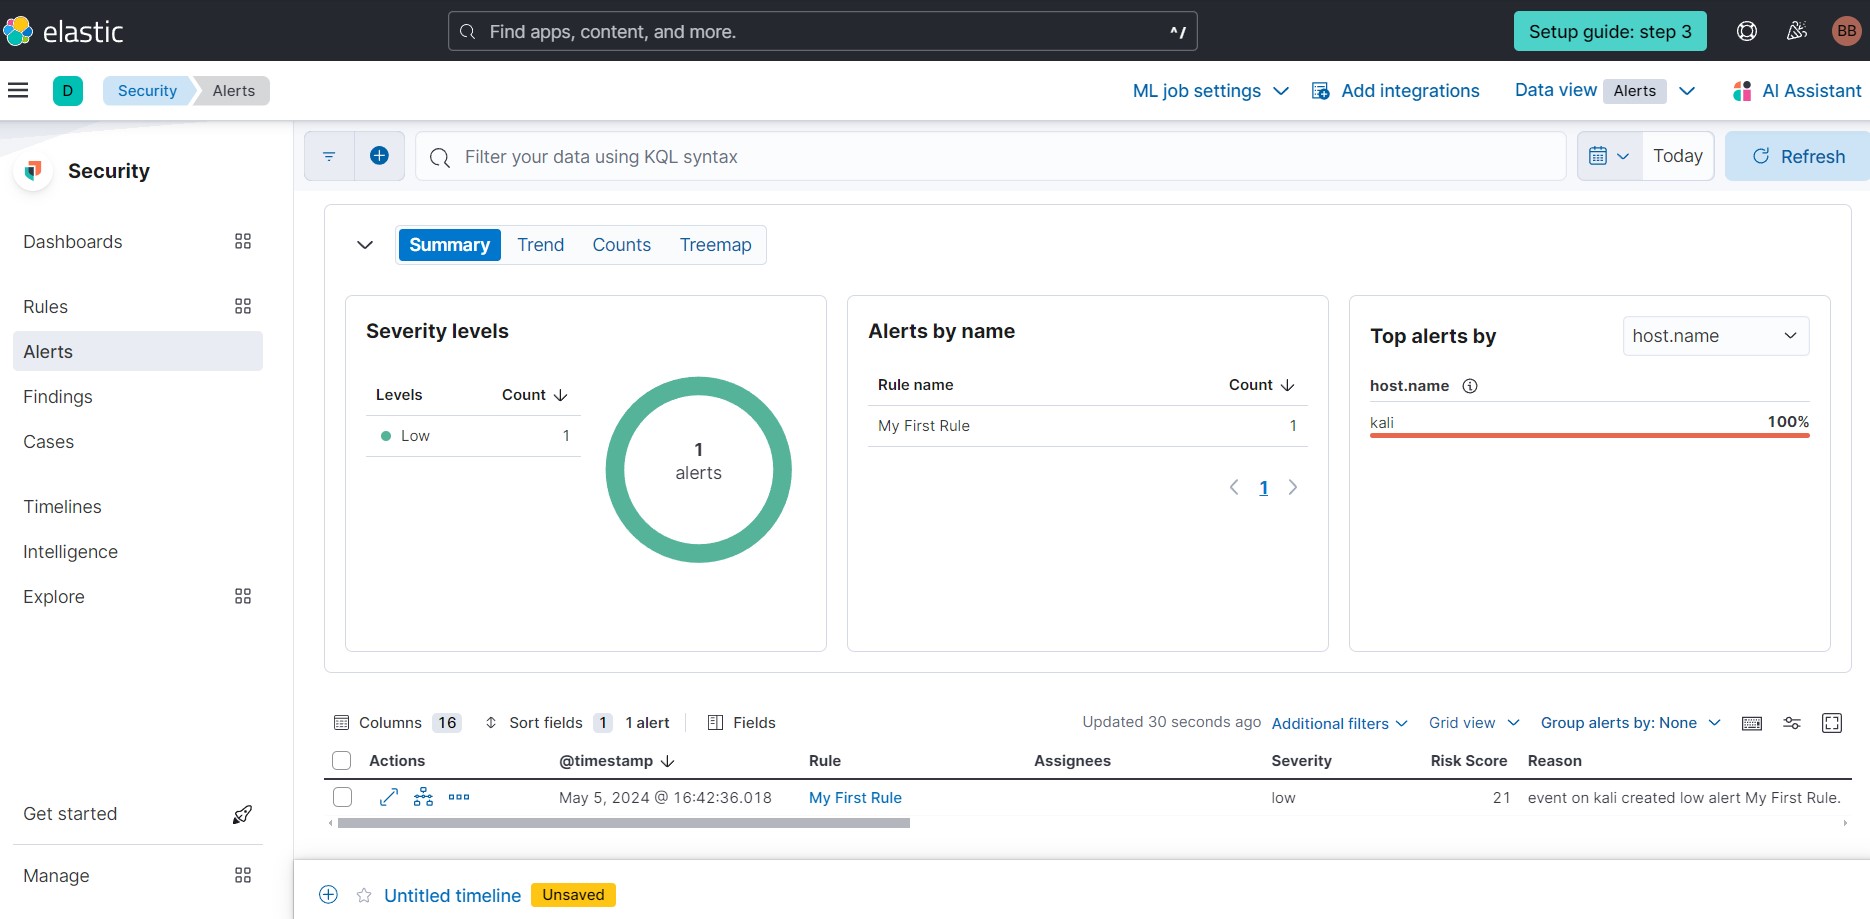 elastic
Find apps, content, and more.
^/
Setup guide: step 3
BB
D
Security
Alerts
ML job settings
Add integrations
Data view Alerts
AI Assistant
Security
Dashboards
Rules
Alerts
Findings
Cases
Timelines
Intelligence
Explore
Get started
Manage
Filter your data using KQL syntax
Today
Refresh
Summary Trend Counts Treemap
Severity levels
Levels Count
Low 1
1
alerts
Alerts by name
Rule name Count
My First Rule 1
1
Top alerts by
host.name
host.name
kali 100%
Columns 16 Sort fields 1 1 alert Fields
Updated 30 seconds ago Additional filters Grid view Group alerts by: None
Actions @timestamp Rule Assignees Severity Risk Score Reason
May 5, 2024 @ 16:42:36.018 My First Rule low 21 event on kali created low alert My First Rule.
Untitled timeline Unsaved